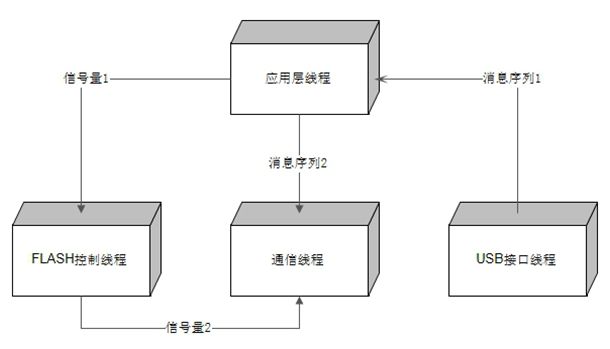 应用层线程
信号量1
消息序列1
消息序列2
FLASH控制线程
通信线程
USB接口线程
信号量2